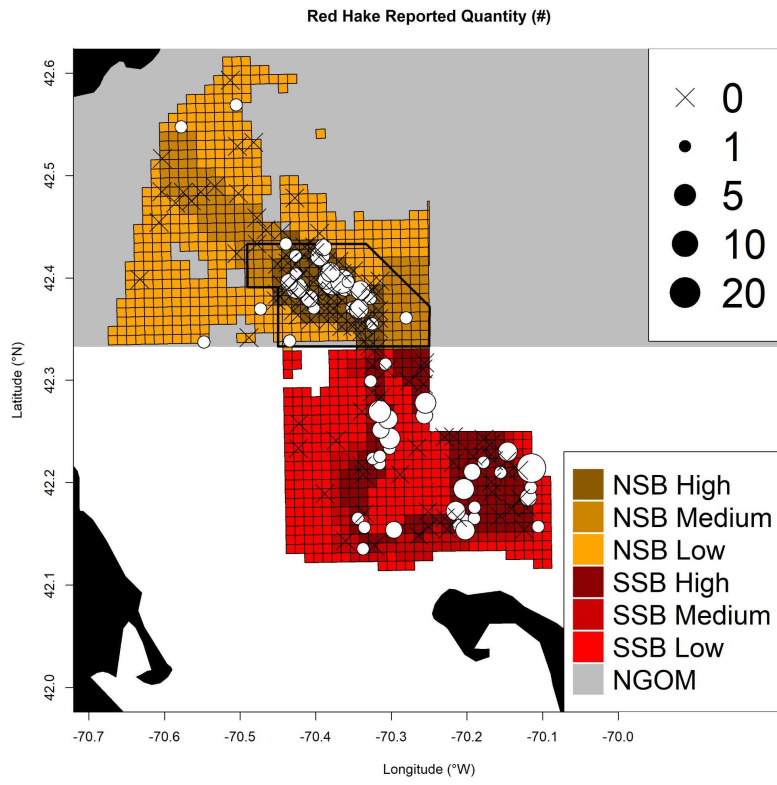 Red Hake Reported Quantity (#)
0
1
5
10
20
42.6
42.5
42.4
42.3
42.2
42.1
42.0
Latitude (°N)
NSB High
NSB Medium
NSB Low
SSB High
SSB Medium
SSB Low
NGOM
-70.7
-70.6
-70.5
-70.4
-70.3
-70.2
-70.1
-70.0
Longitude (°W)